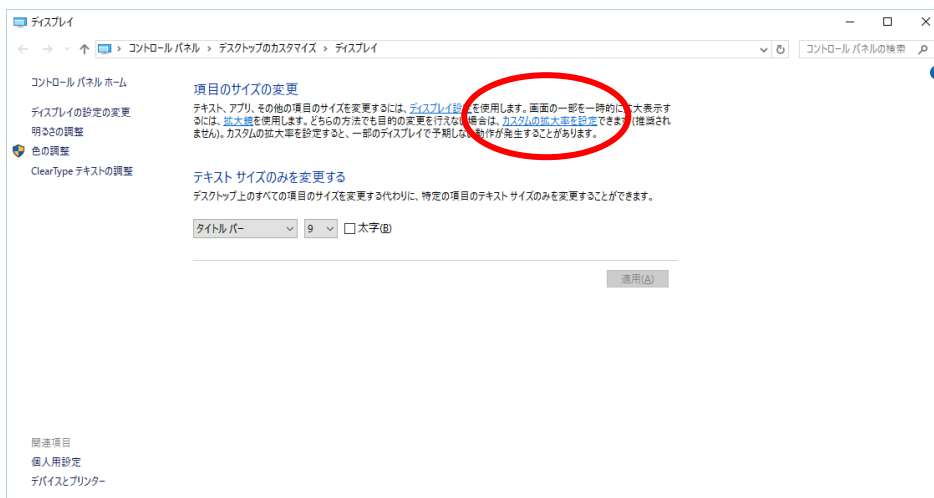 ディスプレイ
コントロール パネル › デスクトップのカスタマイズ › ディスプレイ
コントロール パネルの検索
コントロール パネル ホーム
ディスプレイの設定の変更
明るさの調整
色の調整
ClearType テキストの調整
項目のサイズの変更
テキスト、アプリ、その他の項目のサイズを変更するには、ディスプレイ設定を使用します。画面の一部を一時的に拡大表示す
るには、拡大鏡を使用します。どちらの方法でも目的の変更を行えない場合は、カスタムの拡大率を設定できます(推奨され
ません)。カスタムの拡大率を設定すると、一部のディスプレイで予期しない動作が発生することがあります。
テキスト サイズのみを変更する
デスクトップ上のすべての項目のサイズを変更する代わりに、特定の項目のテキスト サイズのみを変更することができます。
タイトル バー 9 太字(B)
適用(A)
関連項目
個人用設定
デバイスとプリンター